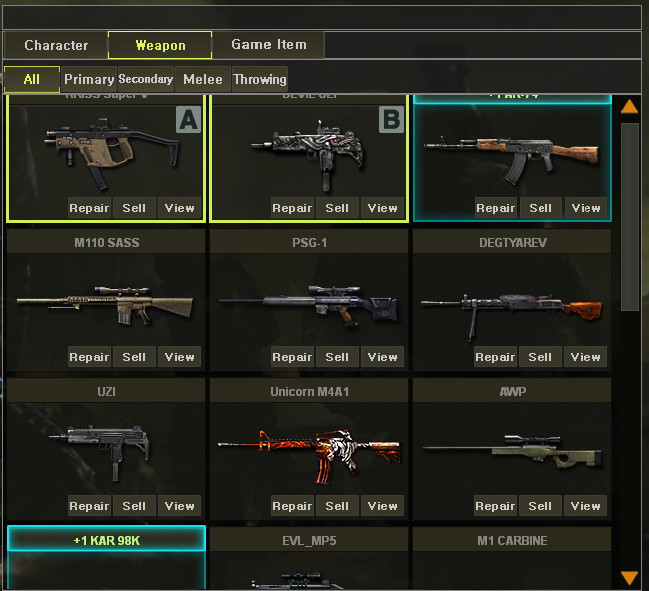 Character Weapon Game Item
All Primary Secondary Melee Throwing
A B
Repair Sell View Repair Sell View Repair Sell View
M110 SASS PSG-1 DEGTYAREV
Repair Sell View Repair Sell View Repair Sell View
UZI Unicorn M4A1 AWP
Repair Sell View Repair Sell View Repair Sell View
+1 KAR 98K EVL_MP5 M1 CARBINE